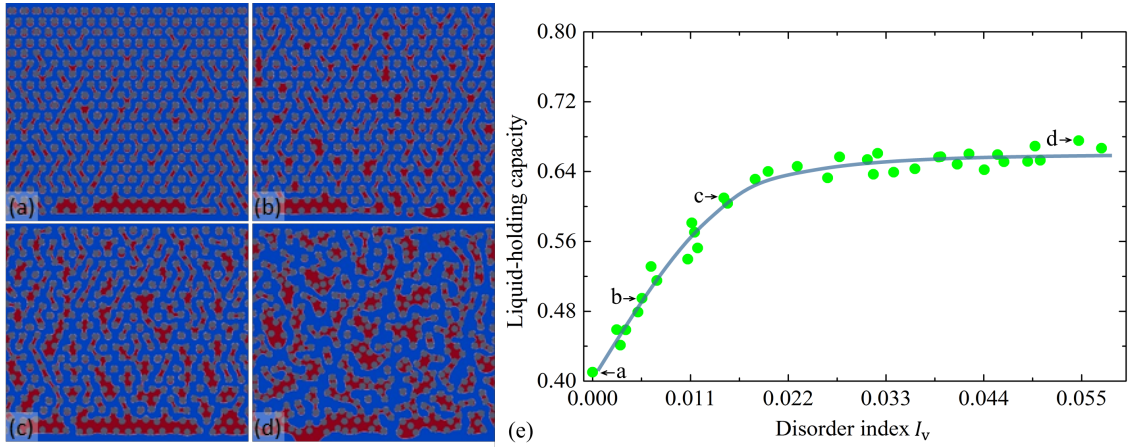 (a)
(b)
(c)
(d)
(e)
Liquid-holding capacity
0.80
0.72
0.64
0.56
0.48
0.40
a
b
c
d
0.000 0.011 0.022 0.033 0.044 0.055
Disorder index Iv